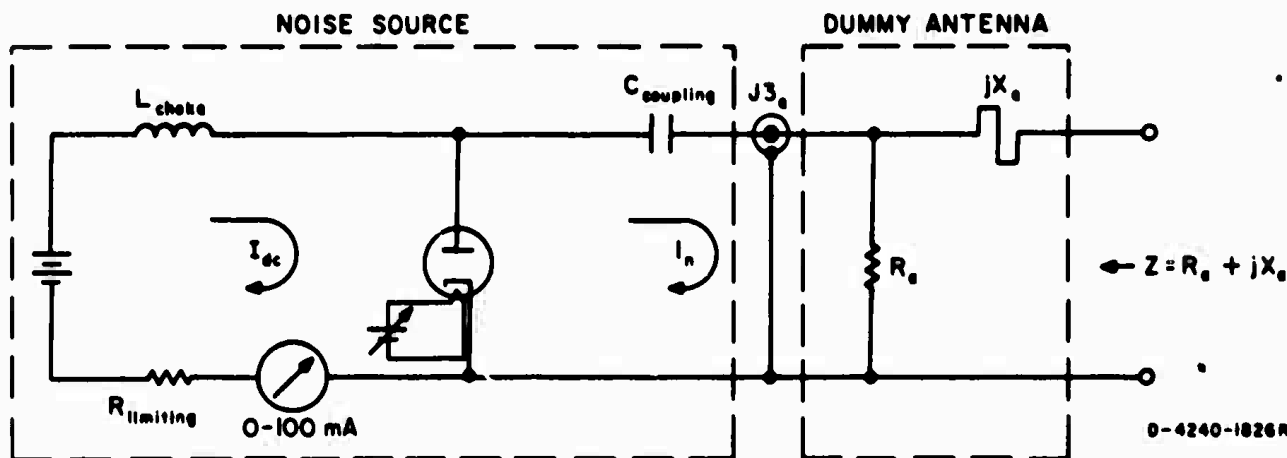 NOISE SOURCE
DUMMY ANTENNA
L choke
C coupling
J3a
jXa
Idc
In
Ra
Z = Ra + jXa
R limiting
0-100 mA
D-4240-1826R